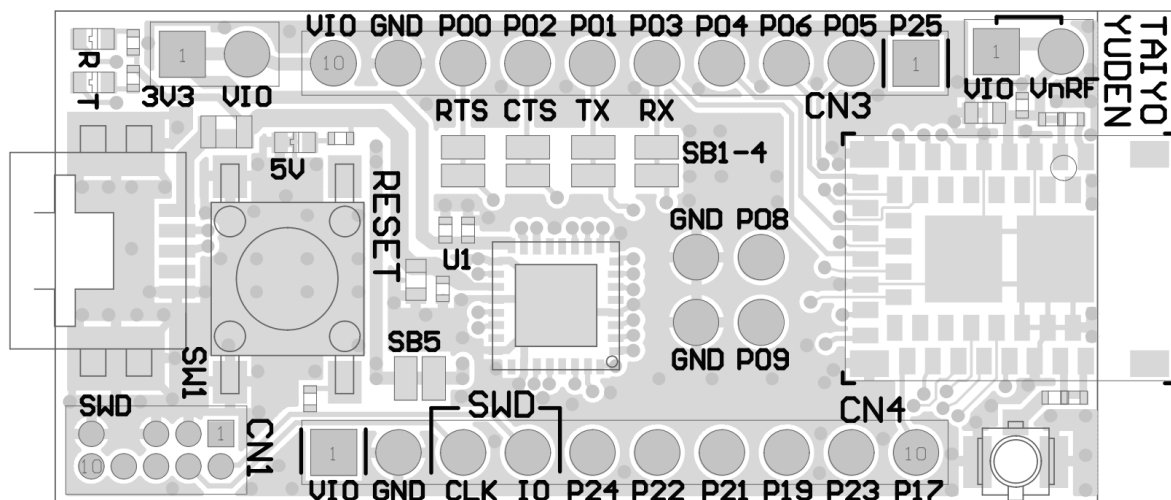 VIO GND P00 P02 P01 P03 P04 P06 P05 P25
TAIYO
YUDEN
R
T
1
10
1
1
3V3 VIO
RTS CTS TX RX
CN3
VIO VnRF
5V
SB1-4
RESET
U1
GND P08
GND P09
SB5
SW1
SWD
SWD
CN4
CN1
1
10
1
10
VIO GND CLK IO P24 P22 P21 P19 P23 P17